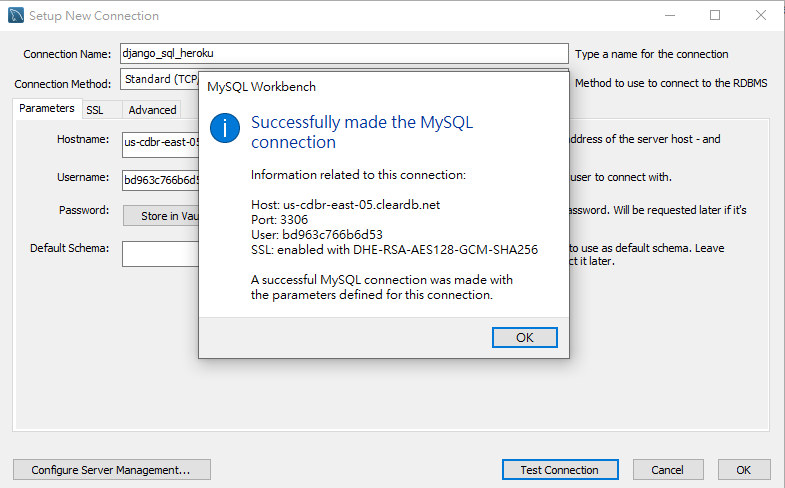 Setup New Connection
Connection Name: django_sql_heroku Type a name for the connection
Connection Method: Standard (TCP Method to use to connect to the RDBMS
Parameters SSL Advanced
MySQL Workbench
Successfully made the MySQL
connection
Information related to this connection:
Host: us-cdbr-east-05.cleardb.net
Port: 3306
User: bd963c766b6d53
SSL: enabled with DHE-RSA-AES128-GCM-SHA256
A successful MySQL connection was made with
the parameters defined for this connection.
OK
Hostname: us-cdbr-east-05 address of the server host - and
Username: bd963c766b6d5 user to connect with.
Password: Store in Vau assword. Will be requested later if it's
Default Schema: to use as default schema. Leave
ct it later.
Configure Server Management... Test Connection Cancel OK